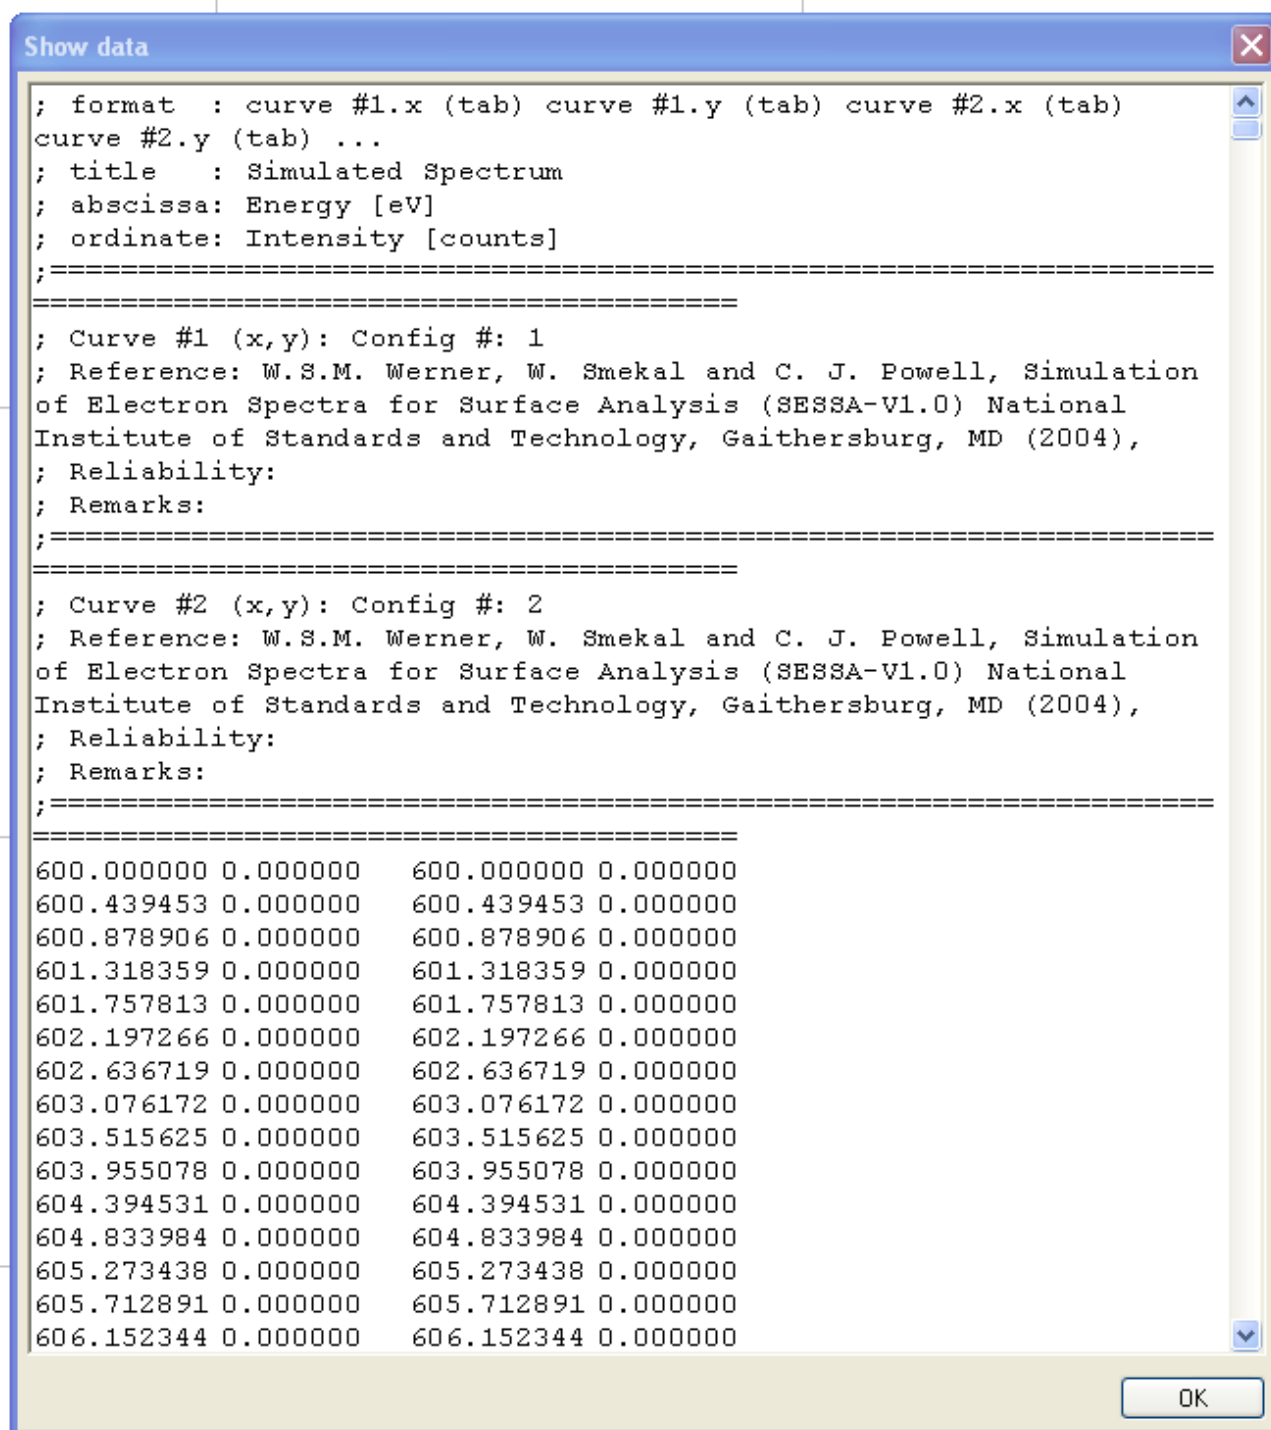 Show data
; format  : curve #1.x (tab) curve #1.y (tab) curve #2.x (tab)
curve #2.y (tab) ...
; title   : Simulated Spectrum
; abscissa: Energy [eV]
; ordinate: Intensity [counts]
;==================================================================
========================================
; Curve #1 (x,y): Config #: 1
; Reference: W.S.M. Werner, W. Smekal and C. J. Powell, Simulation
of Electron Spectra for Surface Analysis (SESSA-V1.0) National
Institute of Standards and Technology, Gaithersburg, MD (2004),
; Reliability:
; Remarks:
;==================================================================
========================================
; Curve #2 (x,y): Config #: 2
; Reference: W.S.M. Werner, W. Smekal and C. J. Powell, Simulation
of Electron Spectra for Surface Analysis (SESSA-V1.0) National
Institute of Standards and Technology, Gaithersburg, MD (2004),
; Reliability:
; Remarks:
;==================================================================
========================================
600.000000 0.000000   600.000000 0.000000
600.439453 0.000000   600.439453 0.000000
600.878906 0.000000   600.878906 0.000000
601.318359 0.000000   601.318359 0.000000
601.757813 0.000000   601.757813 0.000000
602.197266 0.000000   602.197266 0.000000
602.636719 0.000000   602.636719 0.000000
603.076172 0.000000   603.076172 0.000000
603.515625 0.000000   603.515625 0.000000
603.955078 0.000000   603.955078 0.000000
604.394531 0.000000   604.394531 0.000000
604.833984 0.000000   604.833984 0.000000
605.273438 0.000000   605.273438 0.000000
605.712891 0.000000   605.712891 0.000000
606.152344 0.000000   606.152344 0.000000
OK